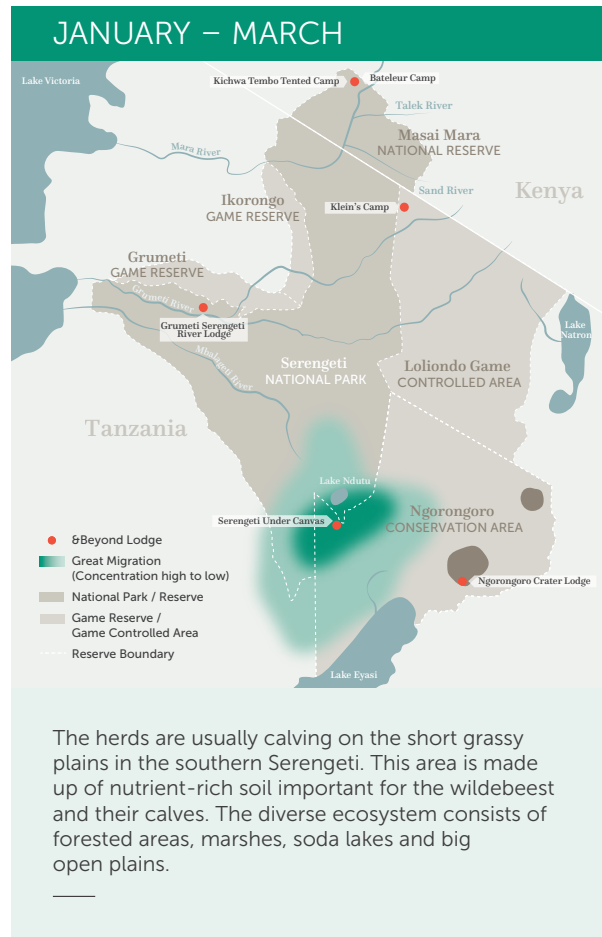 JANUARY – MARCH
Lake Victoria
Kichwa Tembo Tented Camp
Bateleur Camp
Talek River
Masai Mara
NATIONAL RESERVE
Mara River
Sand River
Kenya
Ikorongo
GAME RESERVE
Klein's Camp
Grumeti
GAME RESERVE
Grumeti River
Grumeti Serengeti
River Lodge
Lake
Natron
Mbalageti River
Serengeti
NATIONAL PARK
Loliondo Game
CONTROLLED AREA
Tanzania
Lake Ndutu
Serengeti Under Canvas
Ngorongoro
CONSERVATION AREA
Ngorongoro Crater Lodge
Lake Eyasi
&Beyond Lodge
Great Migration
(Concentration high to low)
National Park / Reserve
Game Reserve /
Game Controlled Area
Reserve Boundary
The herds are usually calving on the short grassy
plains in the southern Serengeti. This area is made
up of nutrient-rich soil important for the wildebeest
and their calves. The diverse ecosystem consists of
forested areas, marshes, soda lakes and big
open plains.